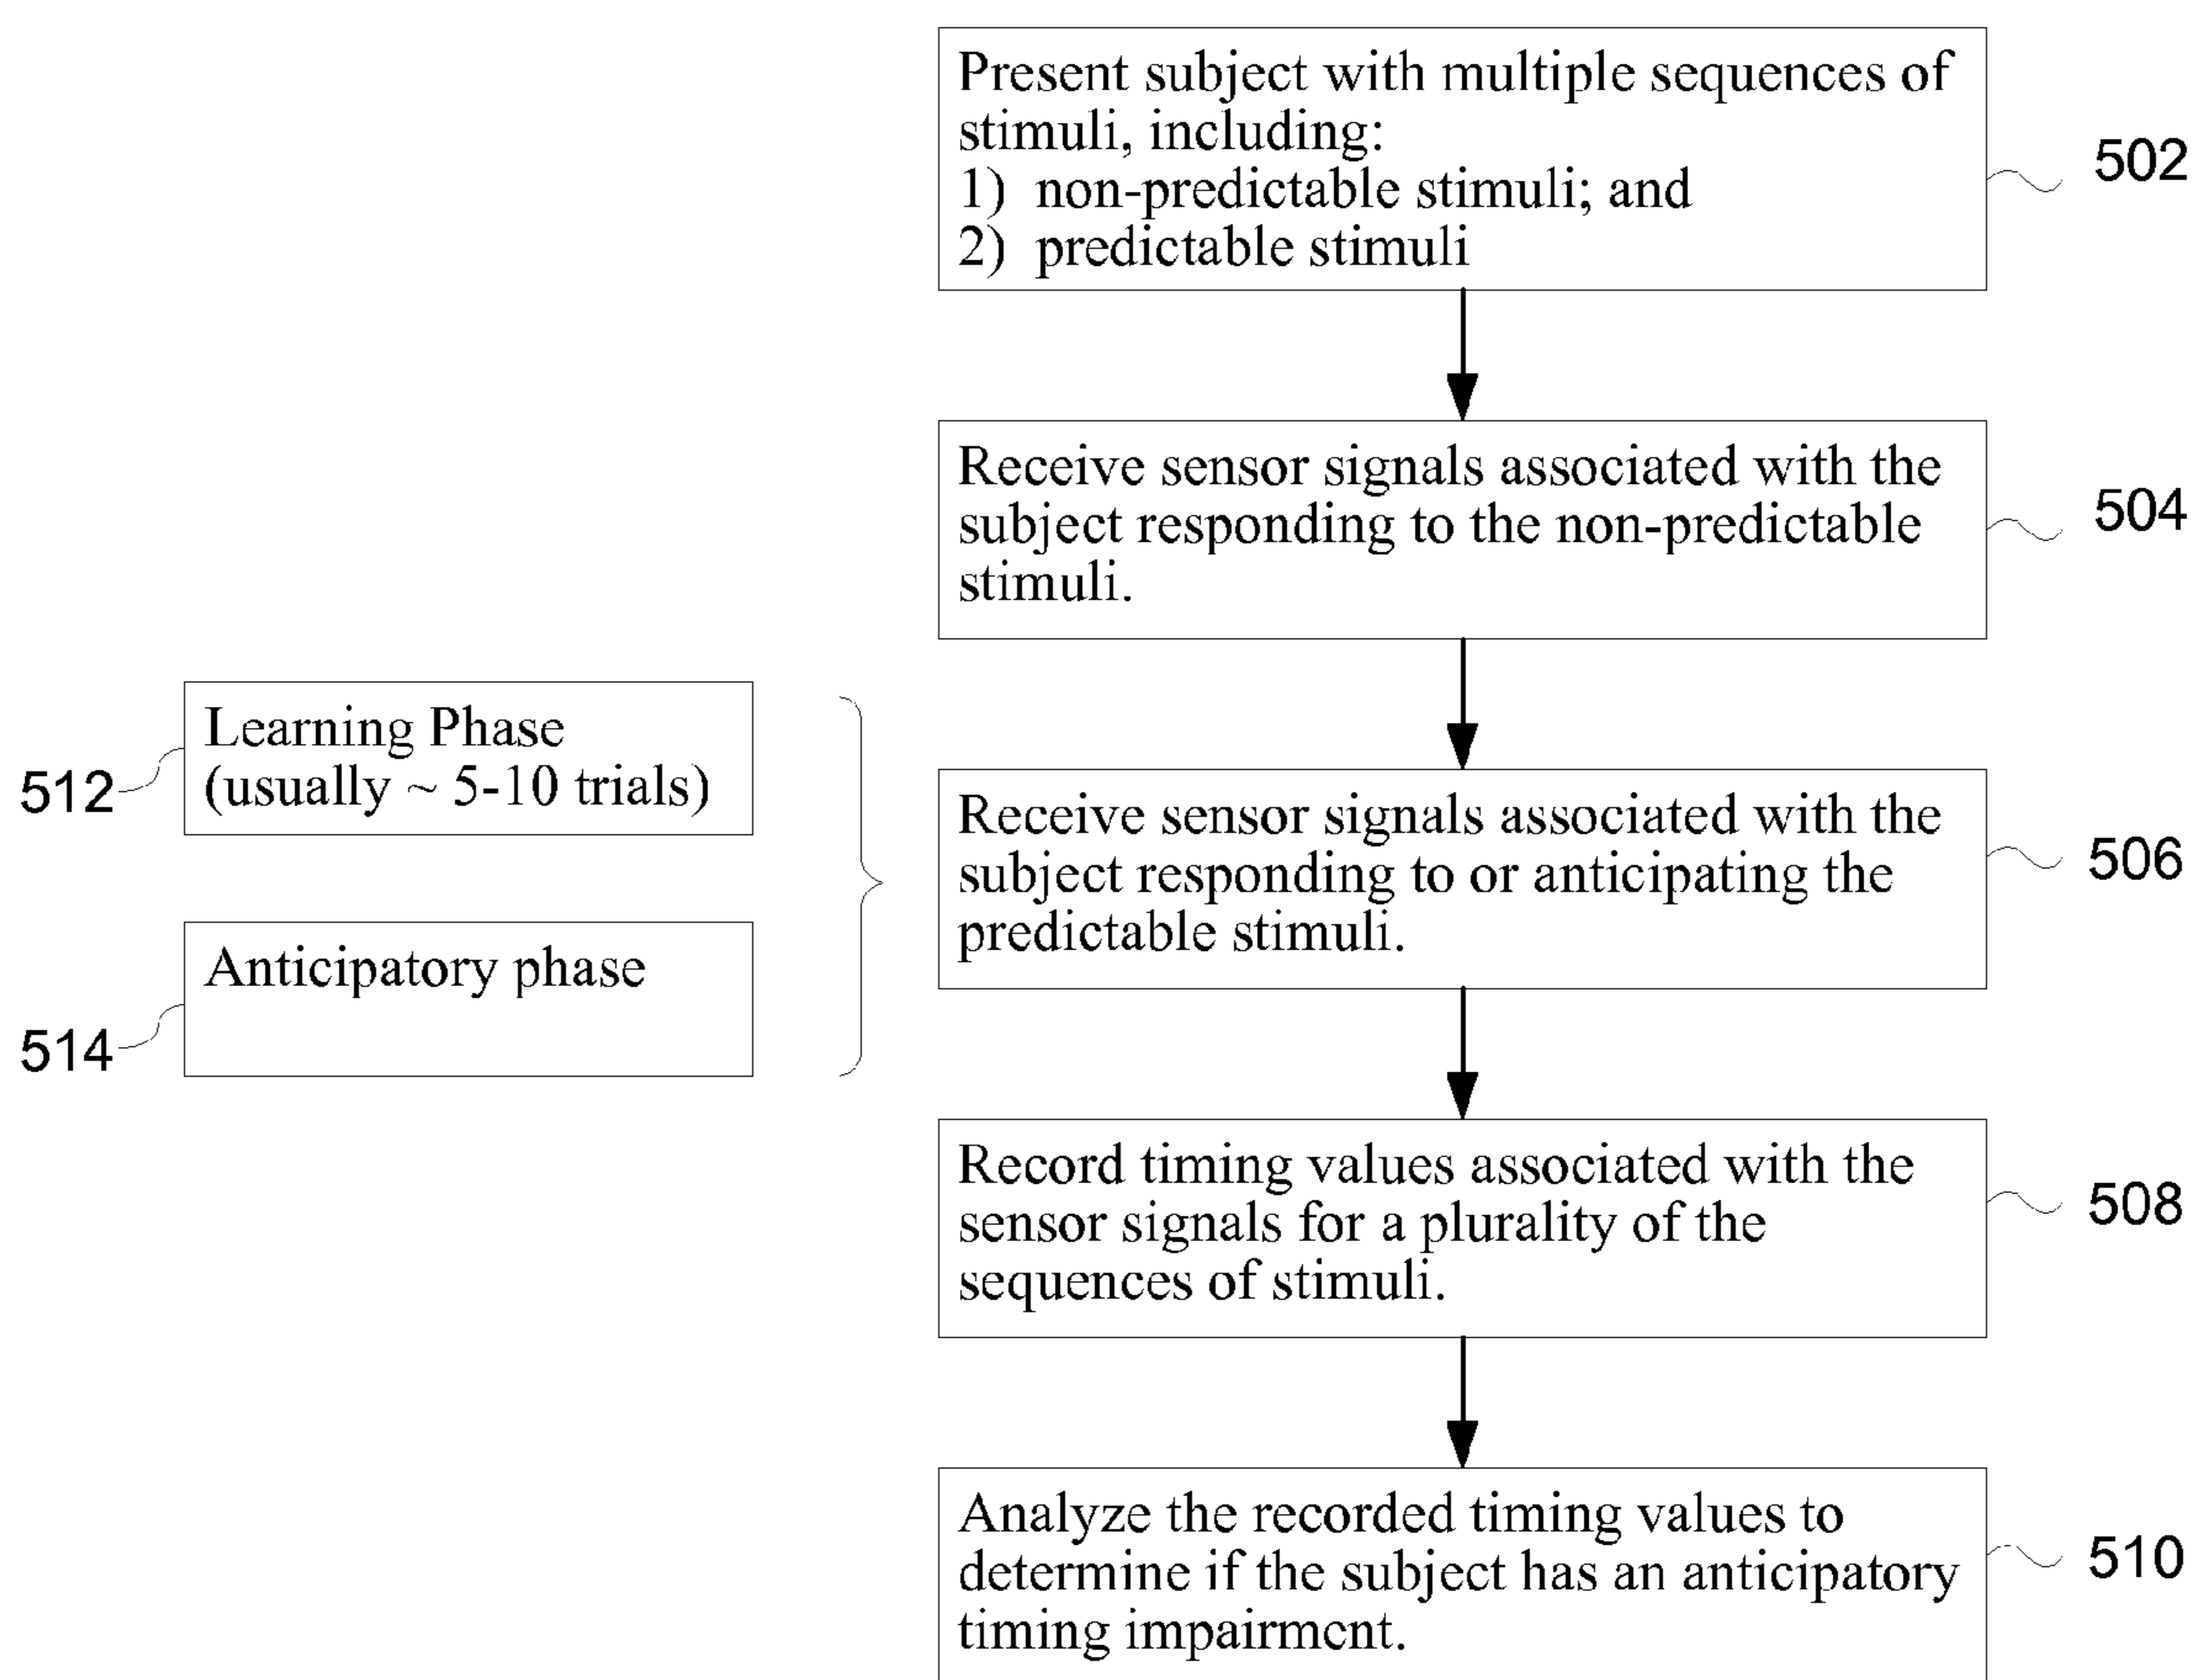 Present subject with multiple sequences of
stimuli, including:
1) non-predictable stimuli; and
2) predictable stimuli
502
Receive sensor signals associated with the
subject responding to the non-predictable
stimuli.
504
Learning Phase
(usually ~ 5-10 trials)
512
Anticipatory phase
514
Receive sensor signals associated with the
subject responding to or anticipating the
predictable stimuli.
506
Record timing values associated with the
sensor signals for a plurality of the
sequences of stimuli.
508
Analyze the recorded timing values to
determine if the subject has an anticipatory
timing impairment.
510